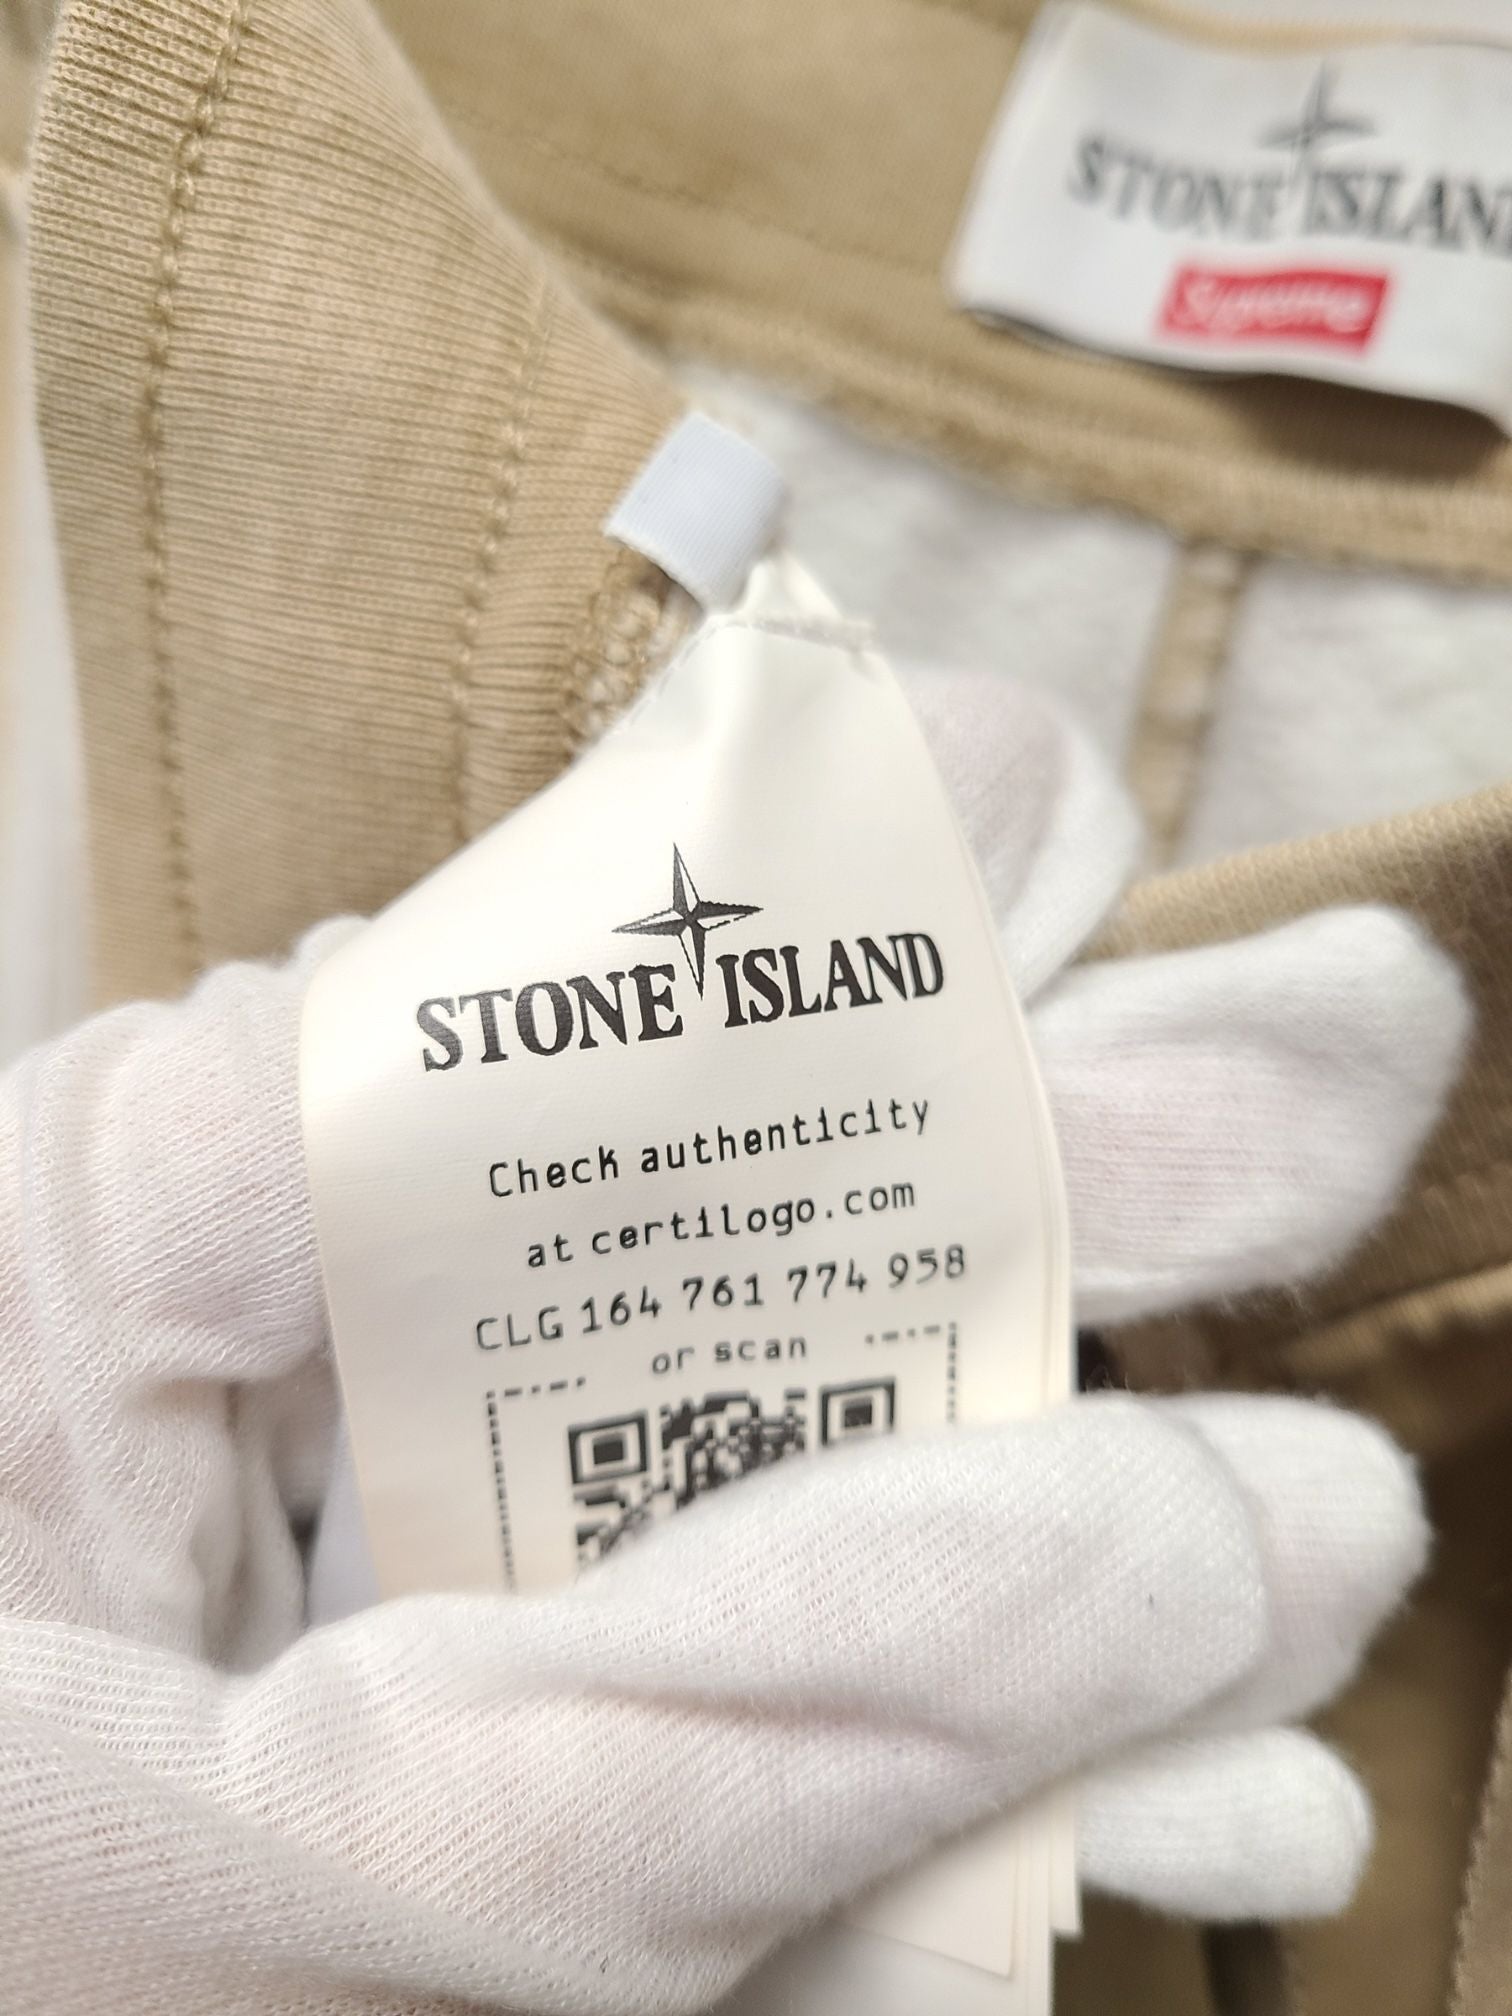 STONE ISLAND
Supreme
STONE ISLAND
Check authenticity
at certilogo.com
CLG 164 761 774 958
or scan